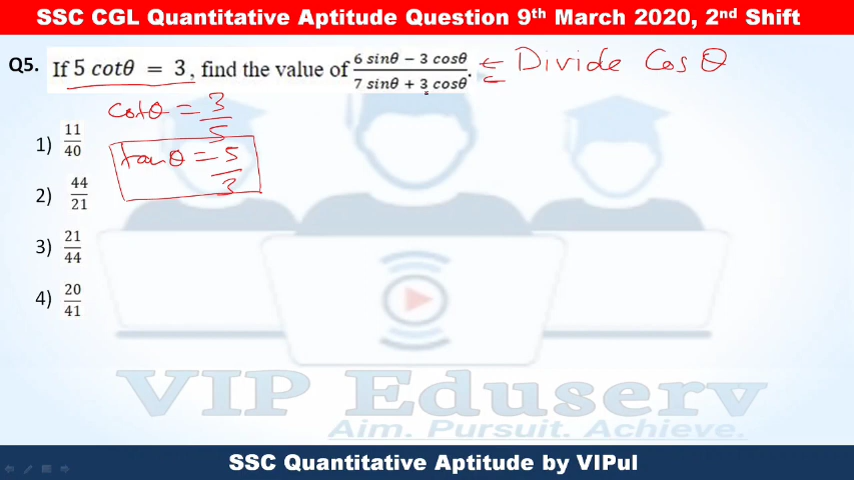 SSC CGL Quantitative Aptitude Question 9th March 2020, 2nd Shift
Q5. If 5 cotθ = 3, find the value of (6 sinθ − 3 cosθ)/(7 sinθ + 3 cosθ). ← Divide Cos θ
cotθ = 3/5
1) 11/40
tanθ = 5/3
2) 44/21
3) 21/44
4) 20/41
VIP Eduserv
Aim. Pursuit. Achieve.
SSC Quantitative Aptitude by VIPul